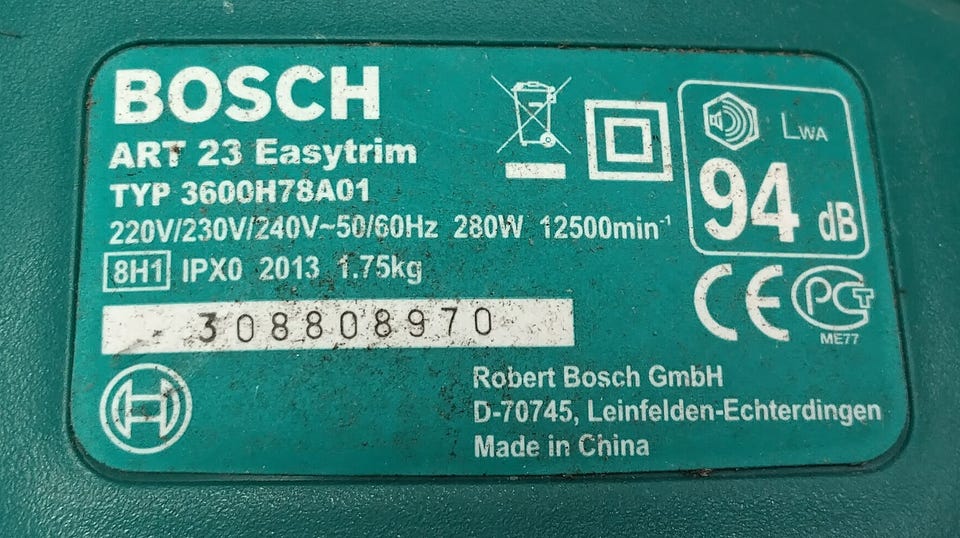 BOSCH
ART 23 Easytrim
TYP 3600H78A01
220V/230V/240V~50/60Hz 280W 12500min⁻¹
8H1 IPX0 2013 1.75kg
308808970
LWA
94 dB
CE PCT
ME77
Robert Bosch GmbH
D-70745, Leinfelden-Echterdingen
Made in China